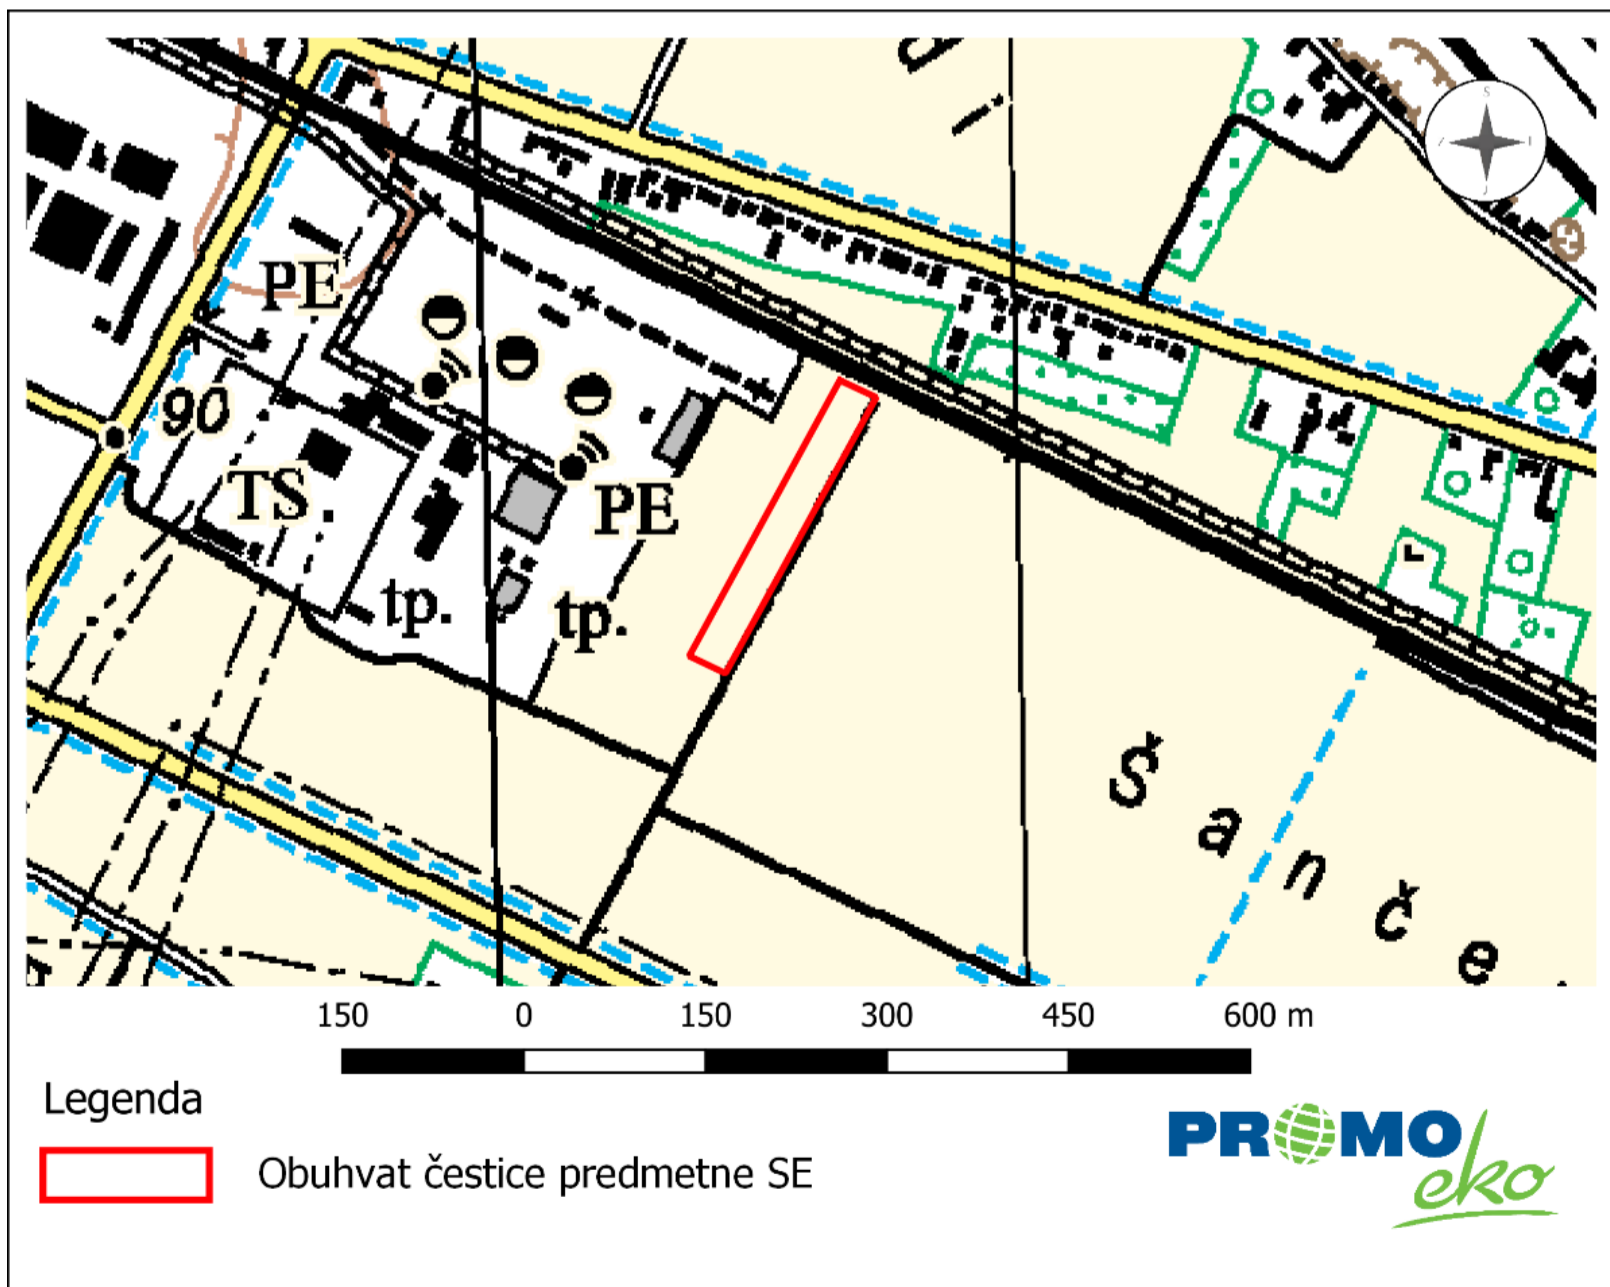 S
I
J
PE
90
TS
PE
tp.
tp.
Š a n č e
150 0 150 300 450 600 m
Legenda
Obuhvat čestice predmetne SE
PROMO
eko